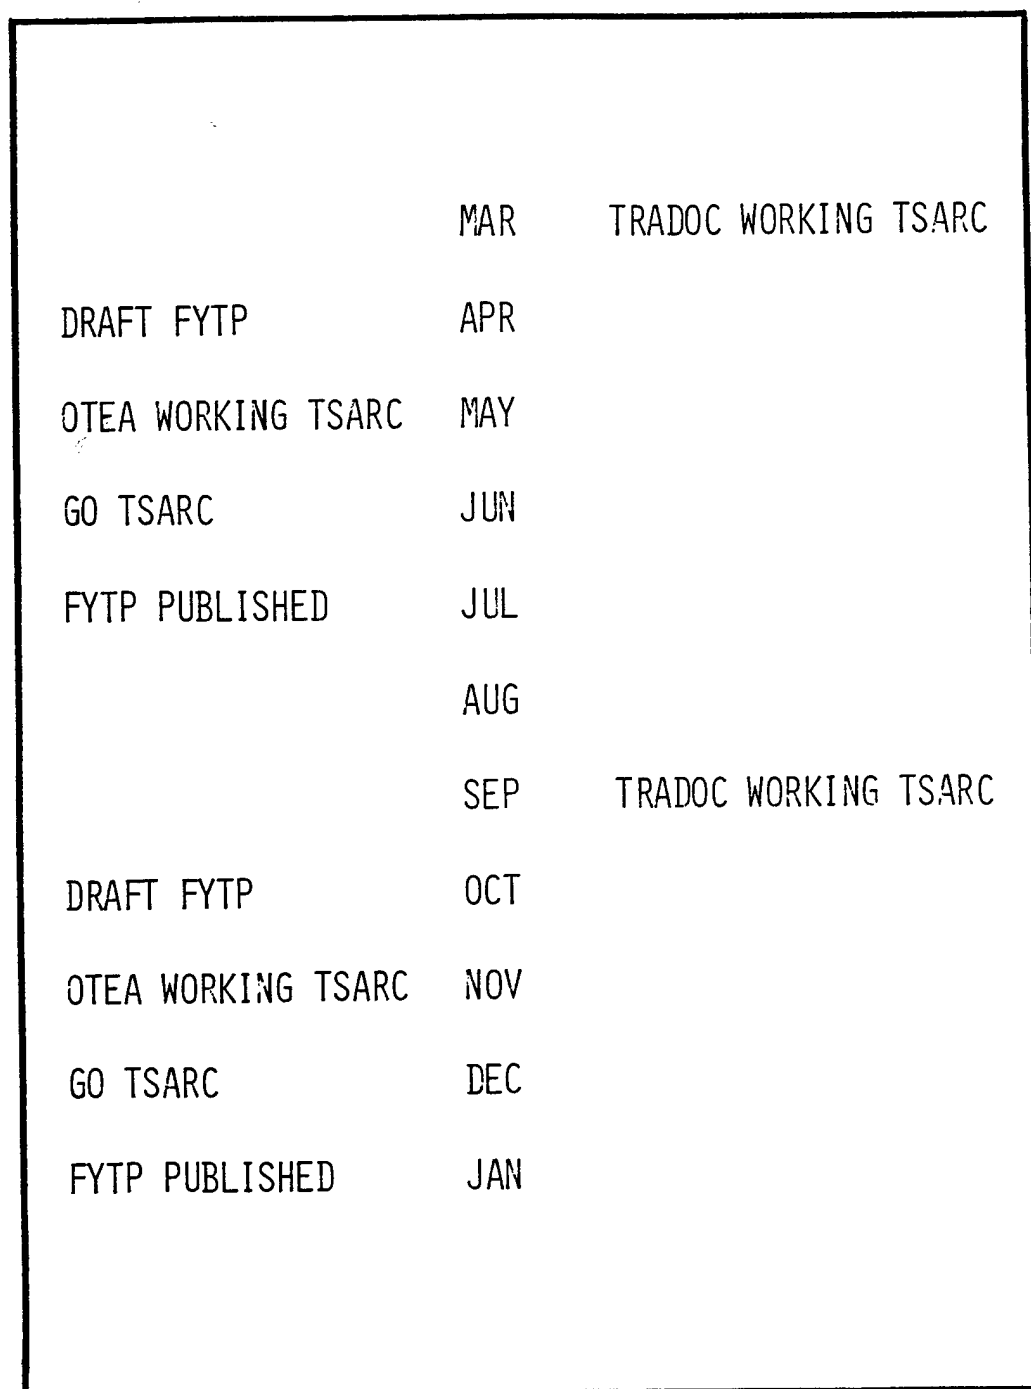 MAR TRADOC WORKING TSARC
DRAFT FYTP APR
OTEA WORKING TSARC MAY
GO TSARC JUN
FYTP PUBLISHED JUL
AUG
SEP TRADOC WORKING TSARC
DRAFT FYTP OCT
OTEA WORKING TSARC NOV
GO TSARC DEC
FYTP PUBLISHED JAN